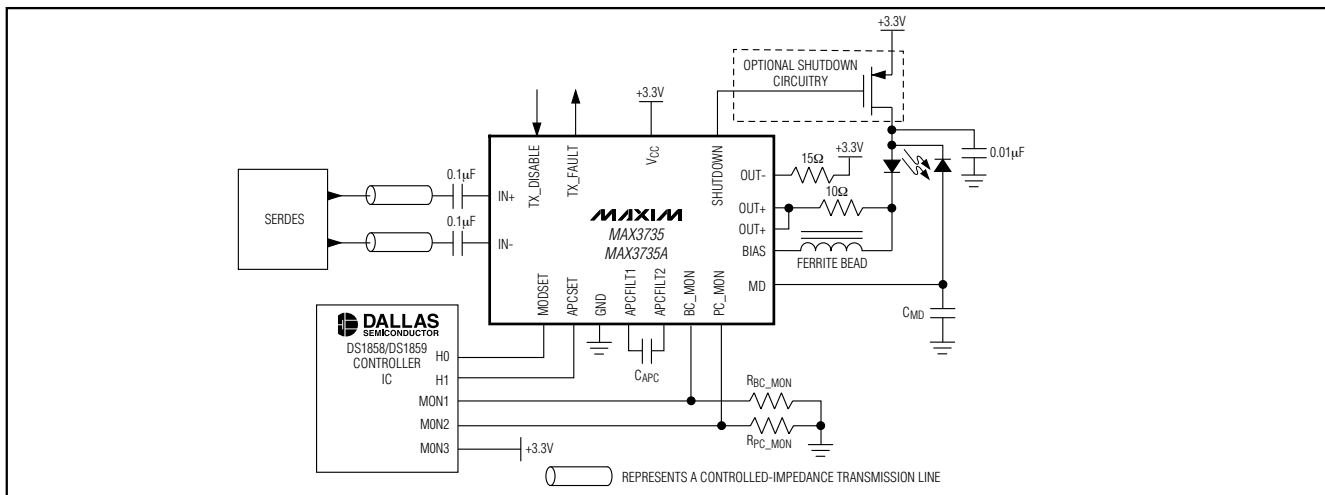 +3.3V
OPTIONAL SHUTDOWN
CIRCUITRY
+3.3V
TX_DISABLE
TX_FAULT
VCC
SHUTDOWN
0.01µF
15Ω
+3.3V
OUT-
10Ω
OUT+
OUT+
BIAS
FERRITE BEAD
MD
CMD
SERDES
0.1µF
IN+
0.1µF
IN-
MAXIM
MAX3735
MAX3735A
MODSET
APCSET
GND
APCFILT1
APCFILT2
BC_MON
PC_MON
CAPC
DALLAS
SEMICONDUCTOR
DS1858/DS1859
CONTROLLER
IC
H0
H1
MON1
MON2
MON3
+3.3V
RBC_MON
RPC_MON
REPRESENTS A CONTROLLED-IMPEDANCE TRANSMISSION LINE